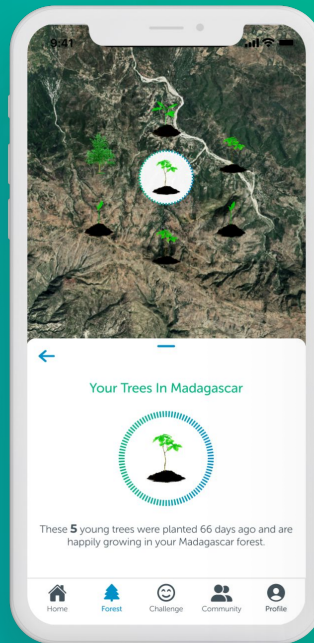 9:41
Your Trees In Madagascar
These 5 young trees were planted 66 days ago and are
happily growing in your Madagascar forest.
Home
Forest
Challenge
Community
Profile